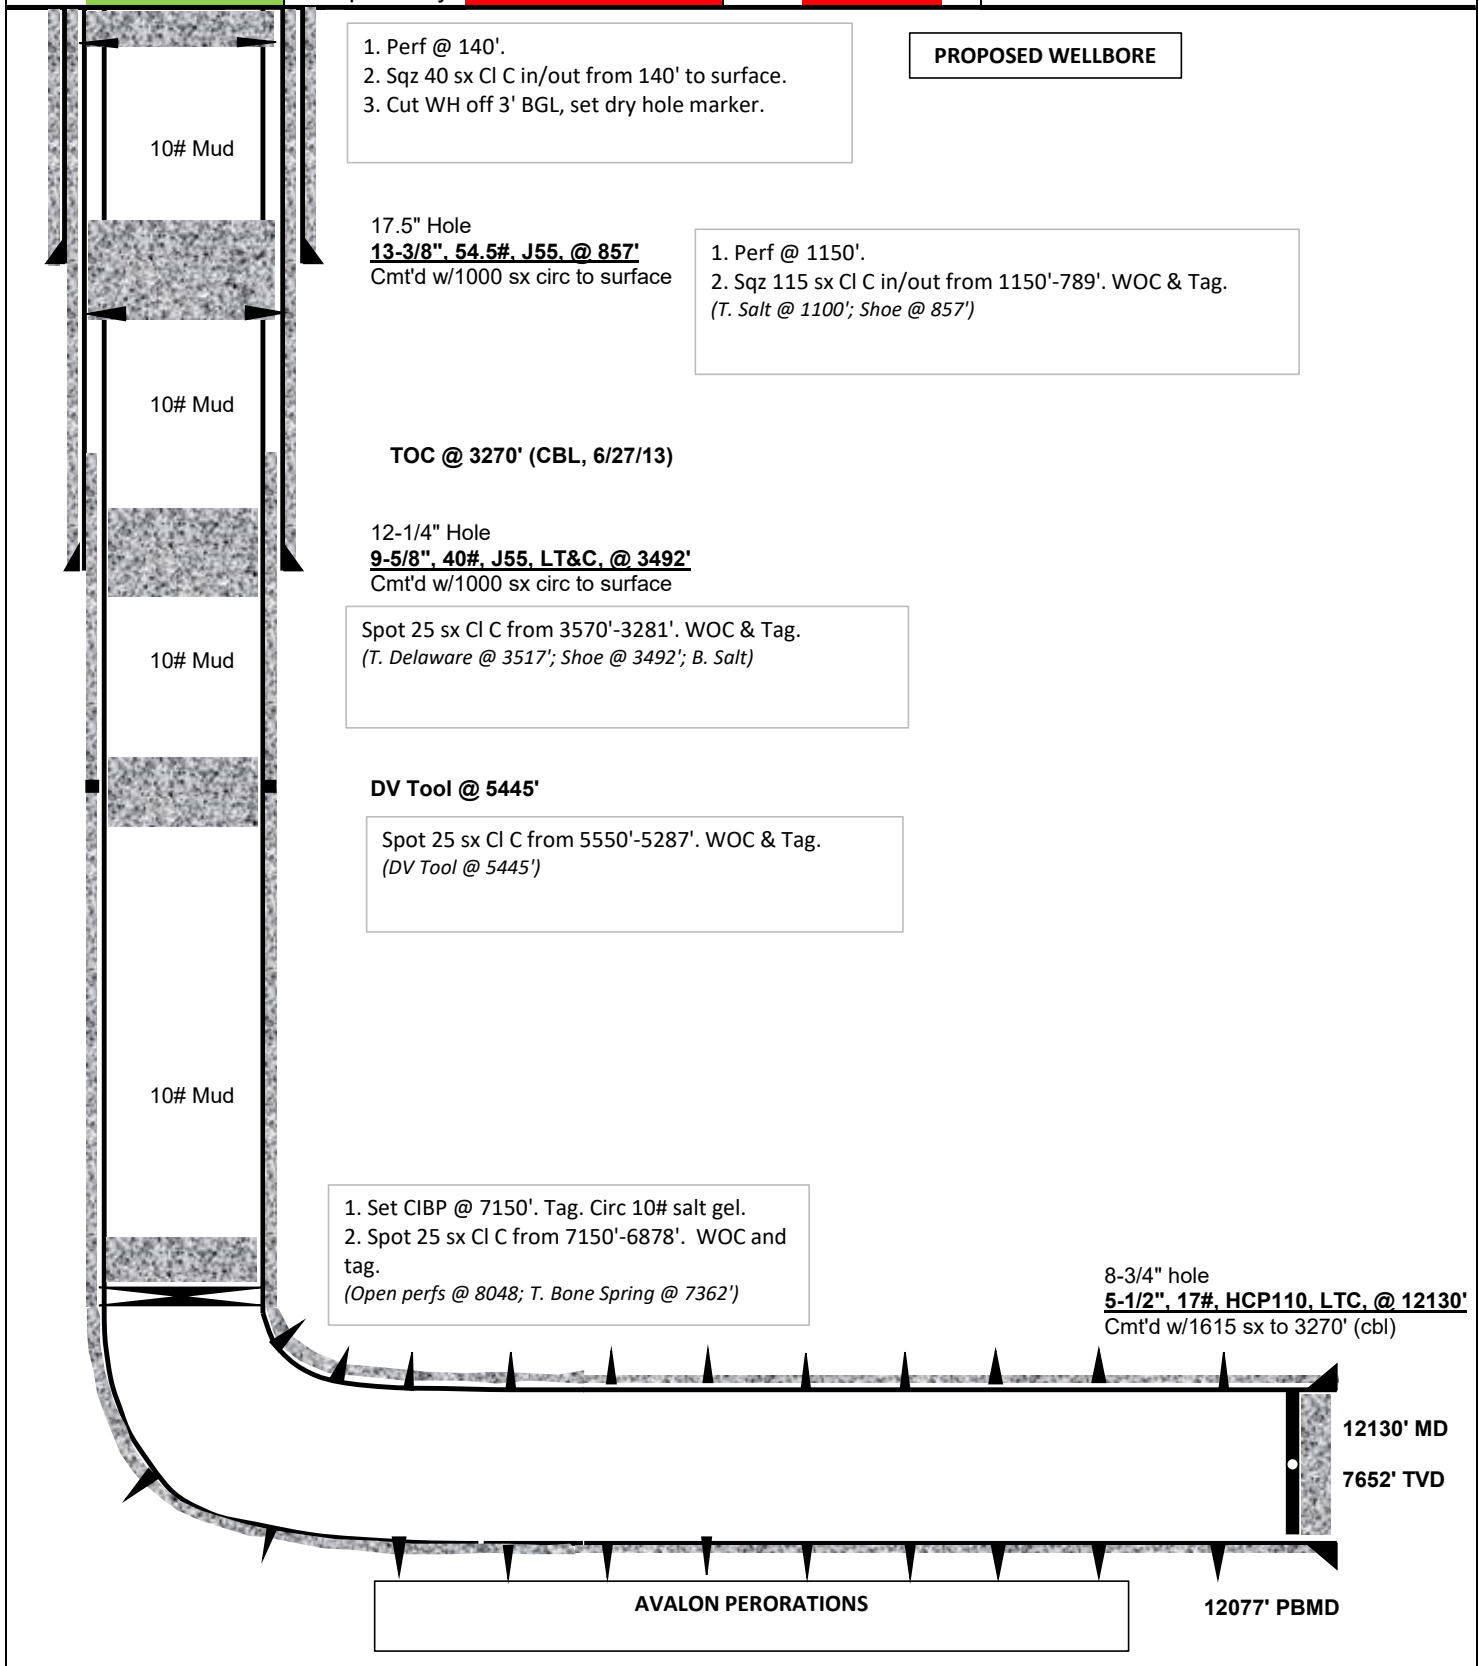 1. Perf @ 140'.
2. Sqz 40 sx Cl C in/out from 140' to surface.
3. Cut WH off 3' BGL, set dry hole marker.
PROPOSED WELLBORE
10# Mud
17.5" Hole
13-3/8", 54.5#, J55, @ 857'
Cmt'd w/1000 sx circ to surface
1. Perf @ 1150'.
2. Sqz 115 sx Cl C in/out from 1150'-789'. WOC & Tag.
(T. Salt @ 1100'; Shoe @ 857')
10# Mud
TOC @ 3270' (CBL, 6/27/13)
12-1/4" Hole
9-5/8", 40#, J55, LT&C, @ 3492'
Cmt'd w/1000 sx circ to surface
Spot 25 sx Cl C from 3570'-3281'. WOC & Tag.
(T. Delaware @ 3517'; Shoe @ 3492'; B. Salt)
10# Mud
DV Tool @ 5445'
Spot 25 sx Cl C from 5550'-5287'. WOC & Tag.
(DV Tool @ 5445')
10# Mud
1. Set CIBP @ 7150'. Tag. Circ 10# salt gel.
2. Spot 25 sx Cl C from 7150'-6878'. WOC and
tag.
(Open perfs @ 8048; T. Bone Spring @ 7362')
8-3/4" hole
5-1/2", 17#, HCP110, LTC, @ 12130'
Cmt'd w/1615 sx to 3270' (cbl)
12130' MD
7652' TVD
AVALON PERORATIONS
12077' PBMD